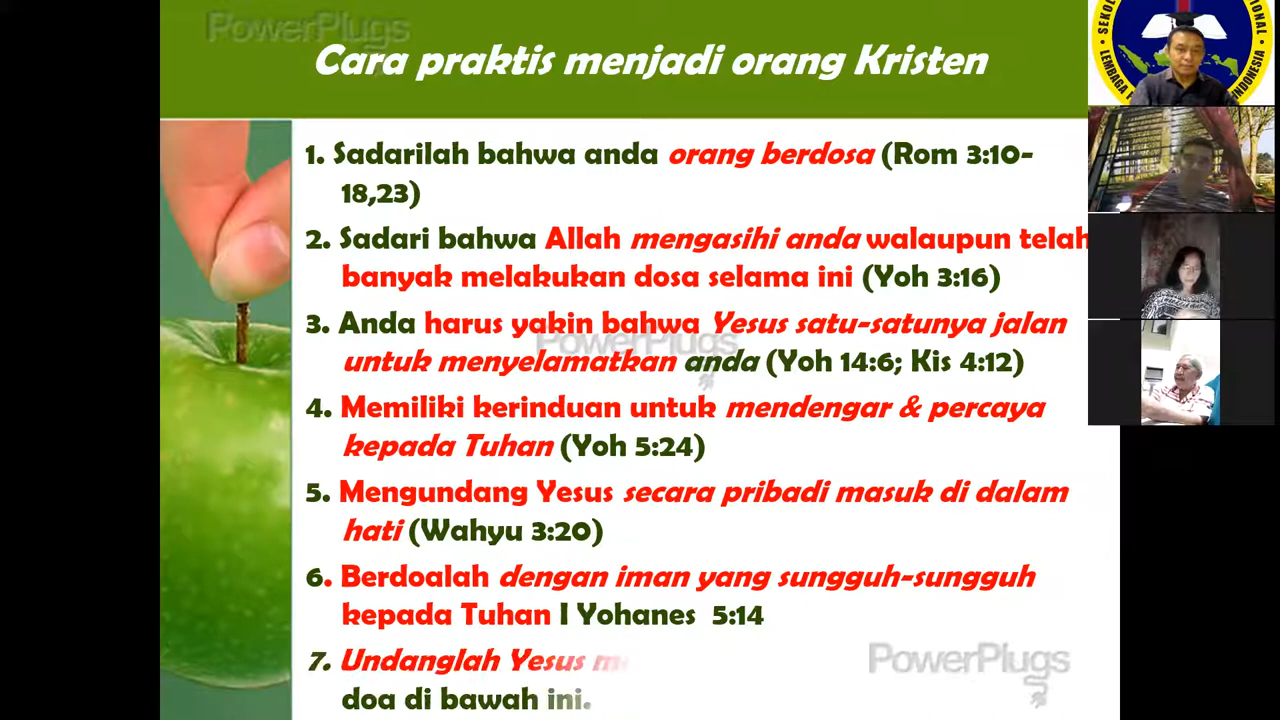 PowerPlugs
Cara praktis menjadi orang Kristen
1. Sadarilah bahwa anda orang berdosa (Rom 3:10-
18,23)
2. Sadari bahwa Allah mengasihi anda walaupun telah
banyak melakukan dosa selama ini (Yoh 3:16)
3. Anda harus yakin bahwa Yesus satu-satunya jalan
untuk menyelamatkan anda (Yoh 14:6; Kis 4:12)
PowerPlugs
4. Memiliki kerinduan untuk mendengar & percaya
kepada Tuhan (Yoh 5:24)
5. Mengundang Yesus secara pribadi masuk di dalam
hati (Wahyu 3:20)
6. Berdoalah dengan iman yang sungguh-sungguh
kepada Tuhan I Yohanes 5:14
7. Undanglah Yesus
doa di bawah ini.
PowerPlugs
LEMBAGA
INDONESIA